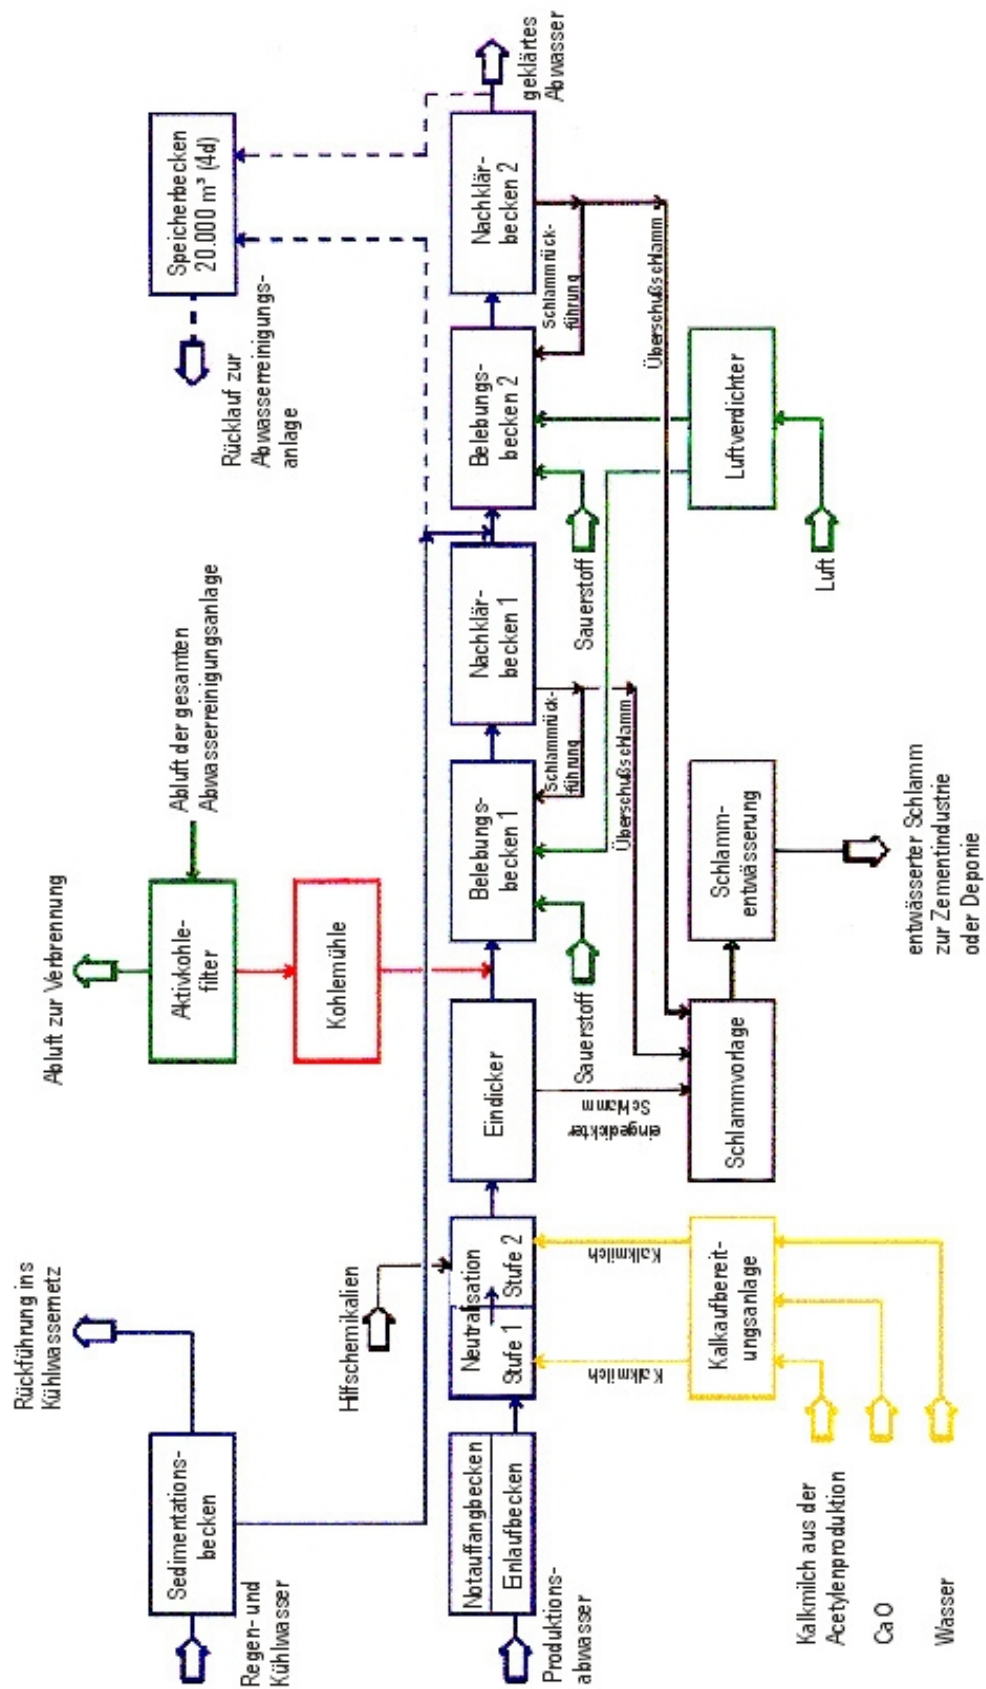 Regen- und
Kühlwasser
Sedimentations-
becken
Rückführung ins
Kühlwassernetz
Abluft zur Verbrennung
Aktivkohle-
filter
Abluft der gesamten
Abwasserreinigungsanlage
Kohlemühle
Rücklauf zur
Abwasserreinigungs-
anlage
Speicherbecken
20.000 m³ (4d)
Produktions-
abwasser
Notauffangbecken
Einlaufbecken
Hilfschemikalien
Neutralisation
Stufe 1
Stufe 2
Eindicker
Belebungs-
becken 1
Nachklär-
becken 1
Belebungs-
becken 2
Nachklär-
becken 2
geklärtes
Abwasser
Kalkmilch
Kalkmilch
eingedickter
Schlamm
Sauerstoff
Schlammrück-
führung
Überschußschlamm
Sauerstoff
Schlammrück-
führung
Überschußschlamm
Kalkaufbereit-
ungsanlage
Schlammvorlage
Schlamm-
entwässerung
Luftverdichter
Kalkmilch aus der
Acetylenproduktion
CaO
Wasser
entwässerter Schlamm
zur Zementindustrie
oder Deponie
Luft